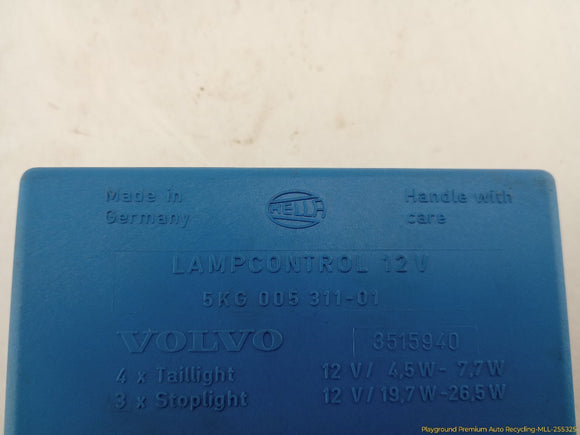 Made in Germany
HELLA
Handle with care
LAMPCONTROL 12V
5KG 005 311-01
VOLVO 3515940
4 x Taillight 12 V/ 4,5W- 7,7W
3 x Stoplight 12 V/19,7W-26,5W
Playground Premium Auto Recycling-MLL-255325